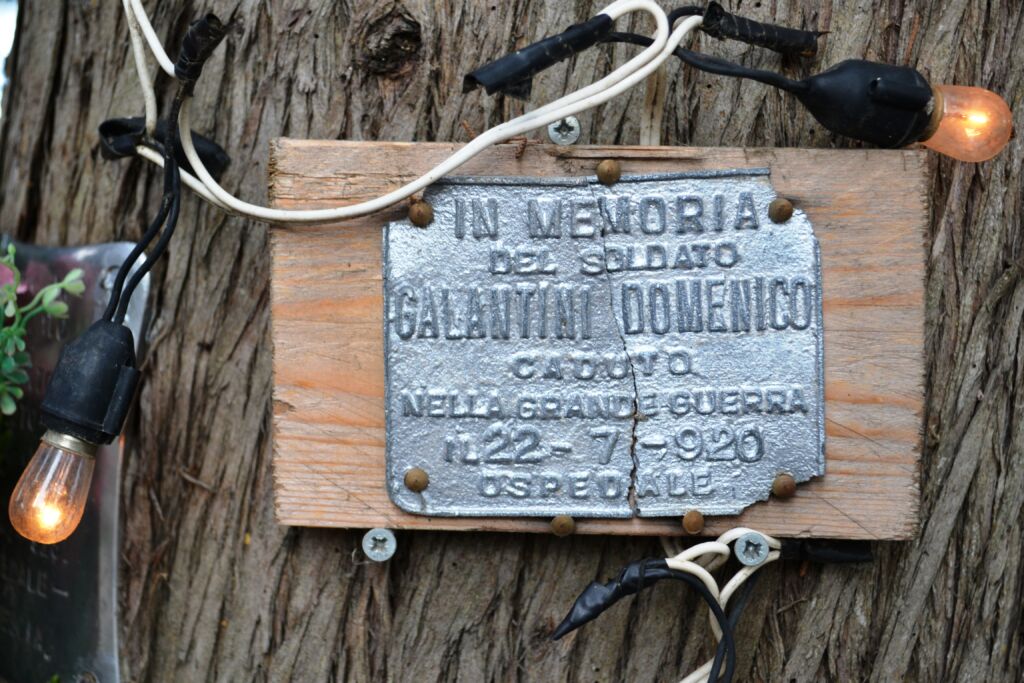 IN MEMORIA
DEL SOLDATO
GALANTINI DOMENICO
CADUTO
NELLA GRANDE GUERRA
IL 22-7-920
OSPEDALE